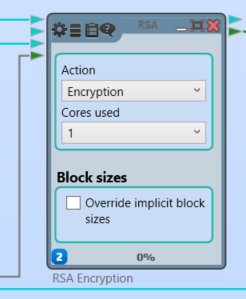 RSA
Action
Encryption
Cores used
1
Block sizes
Override implicit block
sizes
2
0%
RSA Encryption